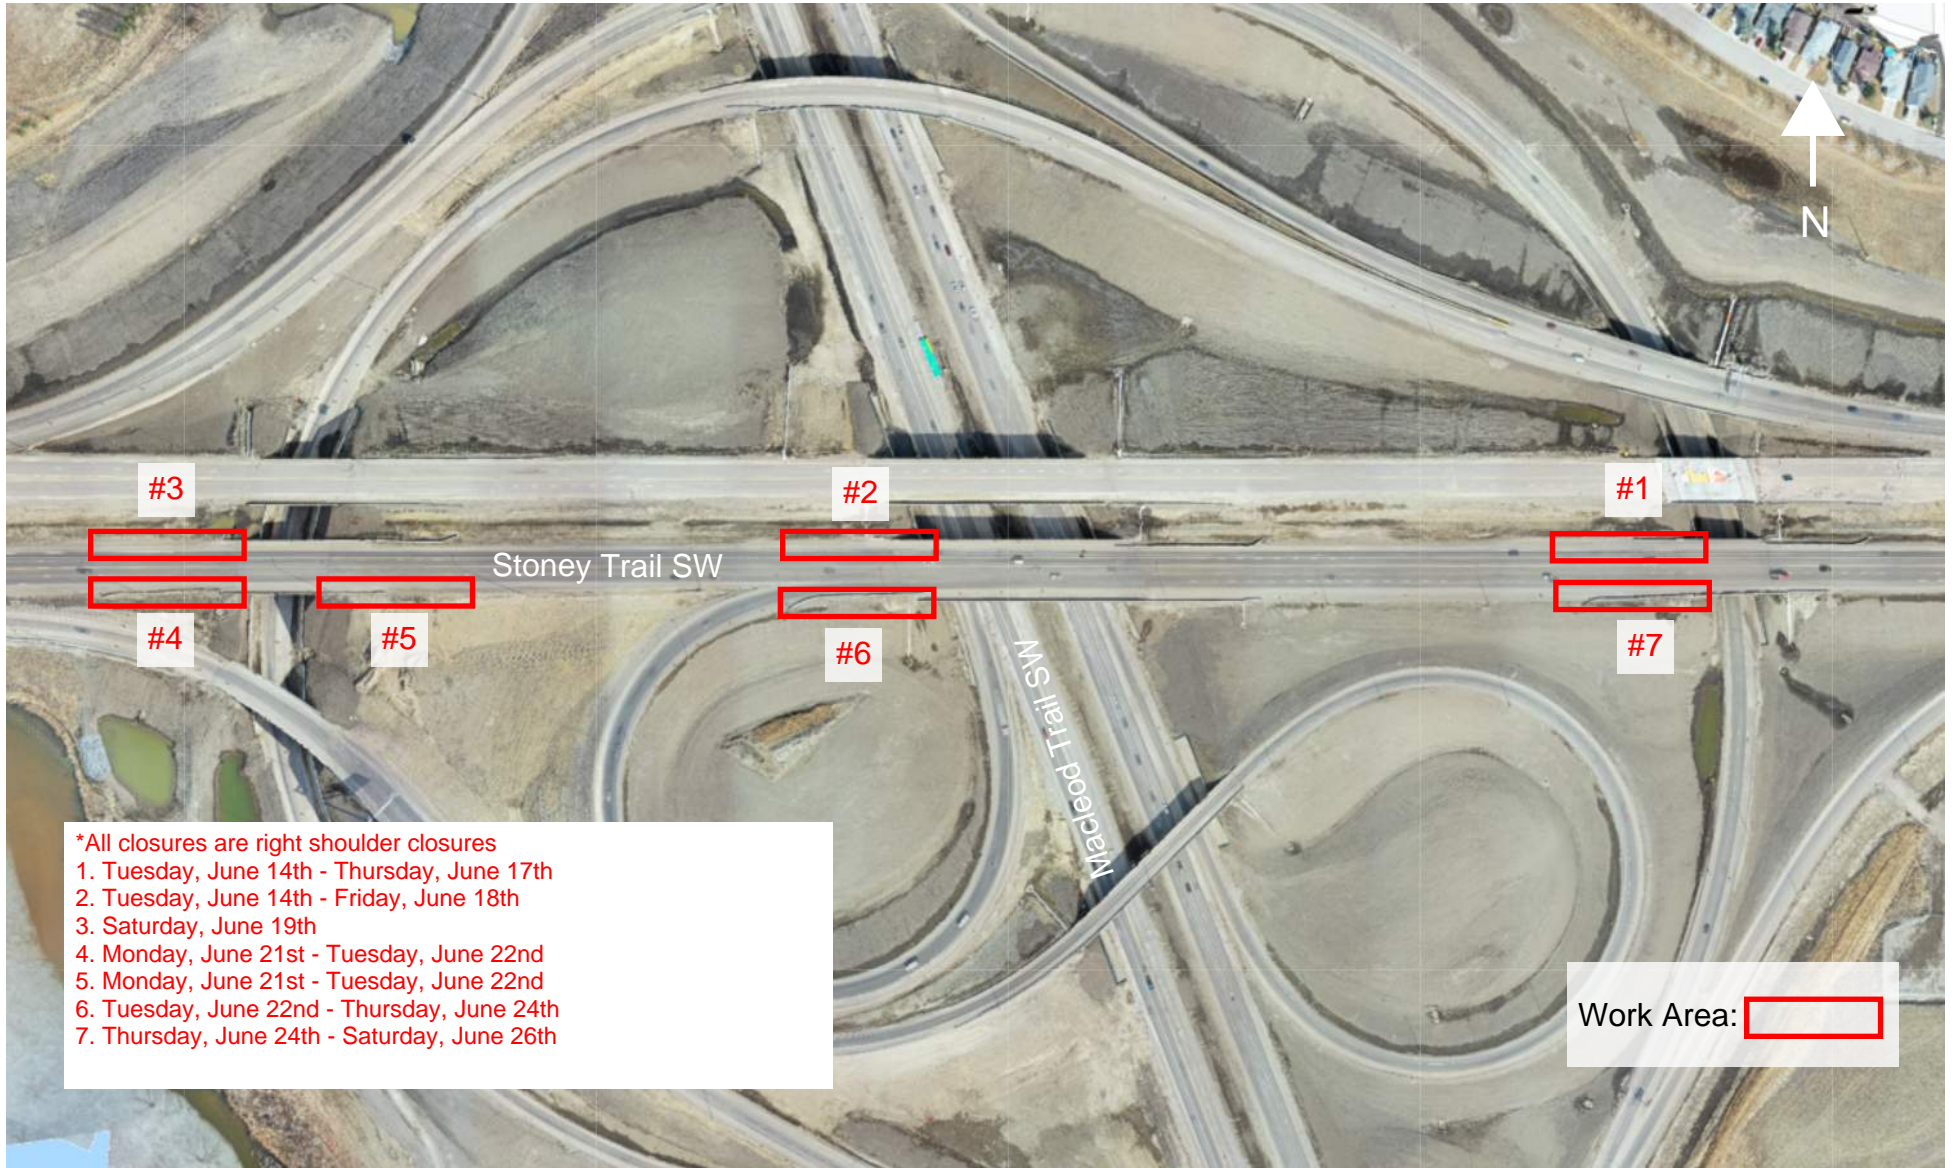 N
#3
#2
#1
Stoney Trail SW
#4
#5
#6
#7
Macleod Trail SW
*All closures are right shoulder closures
1. Tuesday, June 14th - Thursday, June 17th
2. Tuesday, June 14th - Friday, June 18th
3. Saturday, June 19th
4. Monday, June 21st - Tuesday, June 22nd
5. Monday, June 21st - Tuesday, June 22nd
6. Tuesday, June 22nd - Thursday, June 24th
7. Thursday, June 24th - Saturday, June 26th
Work Area: